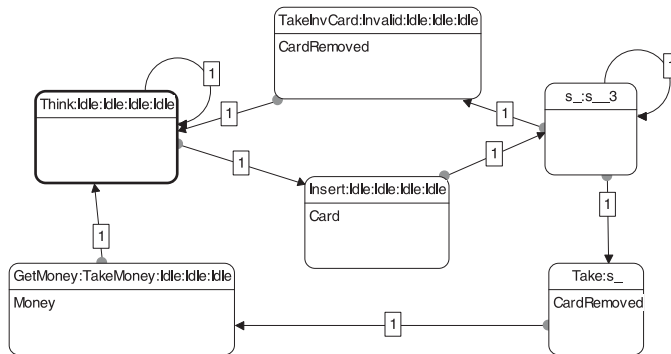 TakeInvCard:Invalid:Idle:Idle:Idle
CardRemoved
1
Think:Idle:Idle:Idle:Idle
1
1
s_:s__3
1
1
1
Insert:Idle:Idle:Idle:Idle
Card
1
1
GetMoney:TakeMoney:Idle:Idle:Idle
Money
1
Take:s_
CardRemoved
1